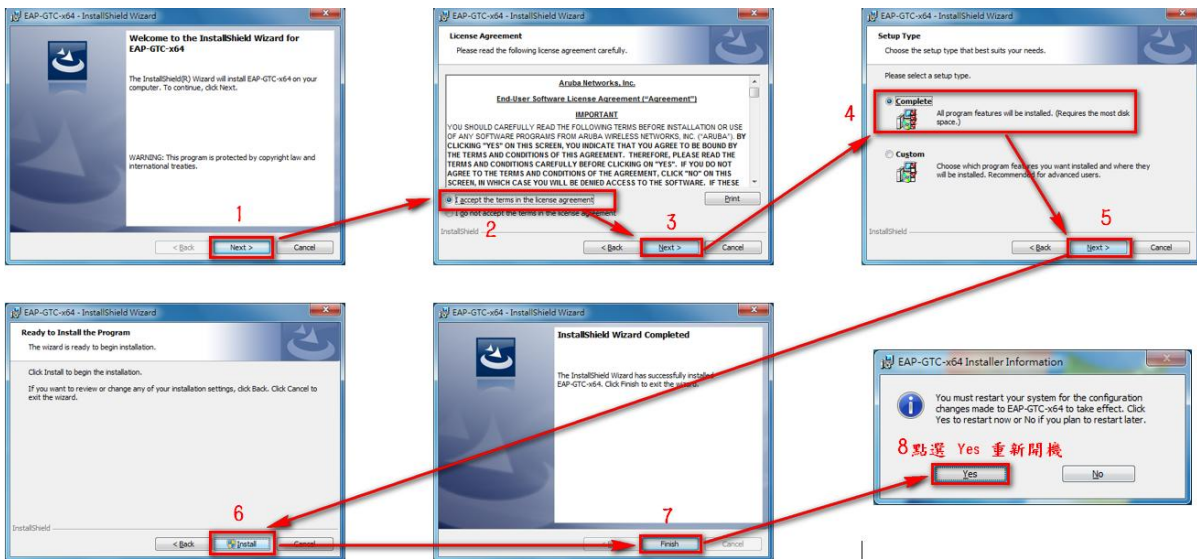 EAP-GTC-x64 - InstallShield Wizard
Welcome to the InstallShield Wizard for
EAP-GTC-x64
The InstallShield(R) Wizard will install EAP-GTC-x64 on your
computer. To continue, click Next.
WARNING: This program is protected by copyright law and
international treaties.
1
< Back
Next >
Cancel
EAP-GTC-x64 - InstallShield Wizard
License Agreement
Please read the following license agreement carefully.
Aruba Networks, Inc.
End-User Software License Agreement ("Agreement")
IMPORTANT
YOU SHOULD CAREFULLY READ THE FOLLOWING TERMS BEFORE INSTALLATION OR USE
OF ANY SOFTWARE PROGRAMS FROM ARUBA WIRELESS NETWORKS, INC. ("ARUBA"). BY
CLICKING "YES" ON THIS SCREEN, YOU INDICATE THAT YOU AGREE TO BE BOUND BY
THE TERMS AND CONDITIONS OF THIS AGREEMENT. THEREFORE, PLEASE READ THE
TERMS AND CONDITIONS CAREFULLY BEFORE CLICKING ON "YES". IF YOU DO NOT
AGREE TO THE TERMS AND CONDITIONS OF THE AGREEMENT, CLICK "NO" ON THIS
SCREEN, IN WHICH CASE YOU WILL BE DENIED ACCESS TO THE SOFTWARE. IF THESE
I accept the terms in the license agreement
Print
I do not accept the terms in the license agreement
2
3
InstallShield
< Back
Next >
Cancel
EAP-GTC-x64 - InstallShield Wizard
Setup Type
Choose the setup type that best suits your needs.
Please select a setup type.
4
Complete
All program features will be installed. (Requires the most disk
space.)
Custom
Choose which program features you want installed and where they
will be installed. Recommended for advanced users.
5
InstallShield
< Back
Next >
Cancel
EAP-GTC-x64 - InstallShield Wizard
Ready to Install the Program
The wizard is ready to begin installation.
Click Install to begin the installation.
If you want to review or change any of your installation settings, click Back. Click Cancel to
exit the wizard.
6
InstallShield
< Back
Install
Cancel
EAP-GTC-x64 - InstallShield Wizard
InstallShield Wizard Completed
The InstallShield Wizard has successfully installed
EAP-GTC-x64. Click Finish to exit the wizard.
7
Finish
Cancel
EAP-GTC-x64 Installer Information
You must restart your system for the configuration
changes made to EAP-GTC-x64 to take effect. Click
Yes to restart now or No if you plan to restart later.
8點選 Yes 重新開機
Yes
No